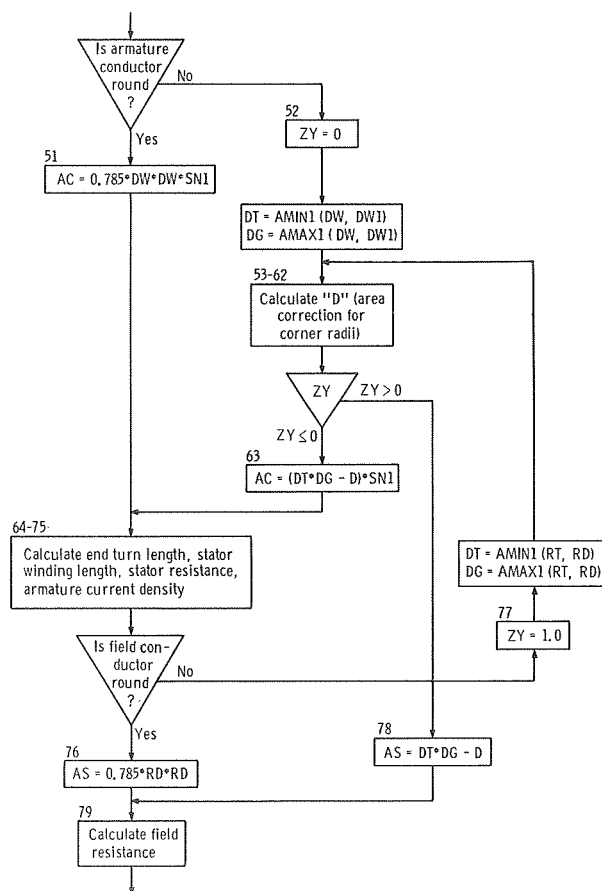 Is armature
conductor
round
?
No
Yes
52
ZY = 0
51
AC = 0.785*DW*DW*SN1
DT = AMIN1 (DW, DW1)
DG = AMAX1 (DW, DW1)
53-62
Calculate "D" (area
correction for
corner radii)
ZY
ZY > 0
ZY ≤ 0
63
AC = (DT*DG - D)*SN1
64-75
Calculate end turn length, stator
winding length, stator resistance,
armature current density
DT = AMIN1 (RT, RD)
DG = AMAX1 (RT, RD)
77
ZY = 1.0
Is field con-
ductor
round
?
No
Yes
78
AS = DT*DG - D
76
AS = 0.785*RD*RD
79
Calculate field
resistance